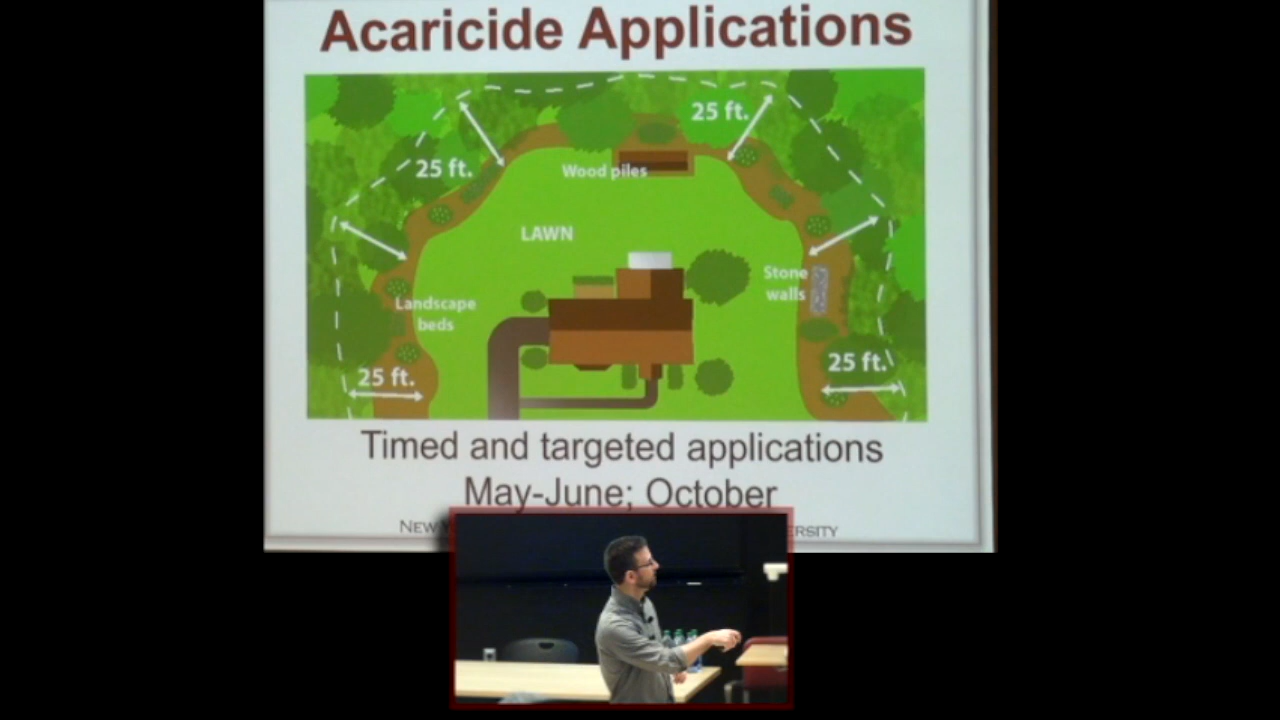 Acaricide Applications
25 ft.
25 ft.
Wood piles
LAWN
Stone
walls
Landscape
beds
25 ft.
25 ft.
Timed and targeted applications
May-June; October